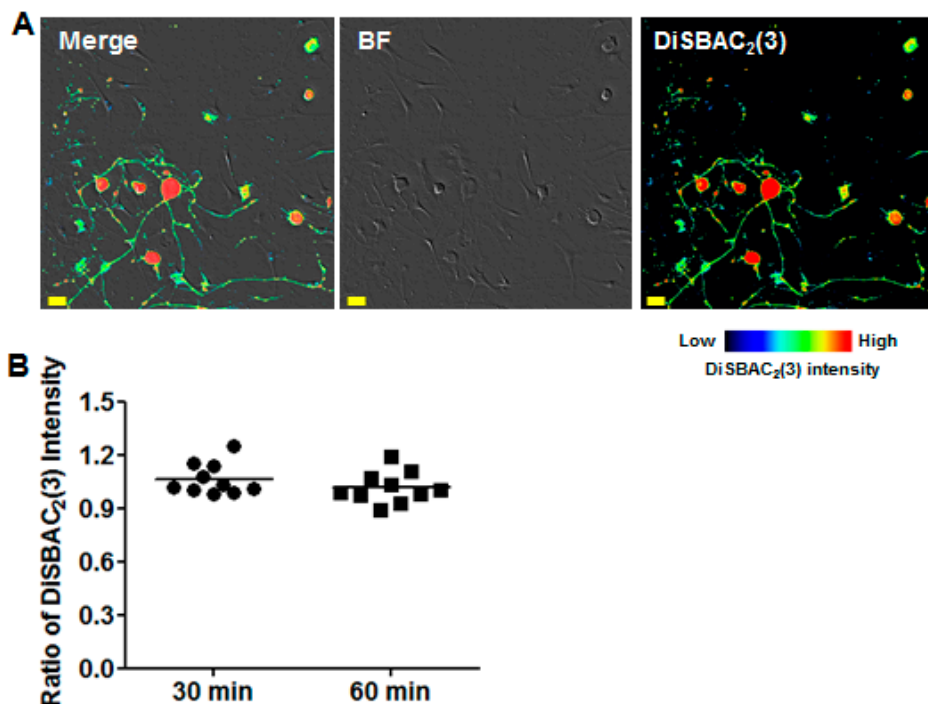 A
Merge
BF
DiSBAC₂(3)
Low High
DiSBAC₂(3) intensity
B
Ratio of DiSBAC₂(3) Intensity
1.5
1.2
0.9
0.6
0.3
0.0
30 min 60 min